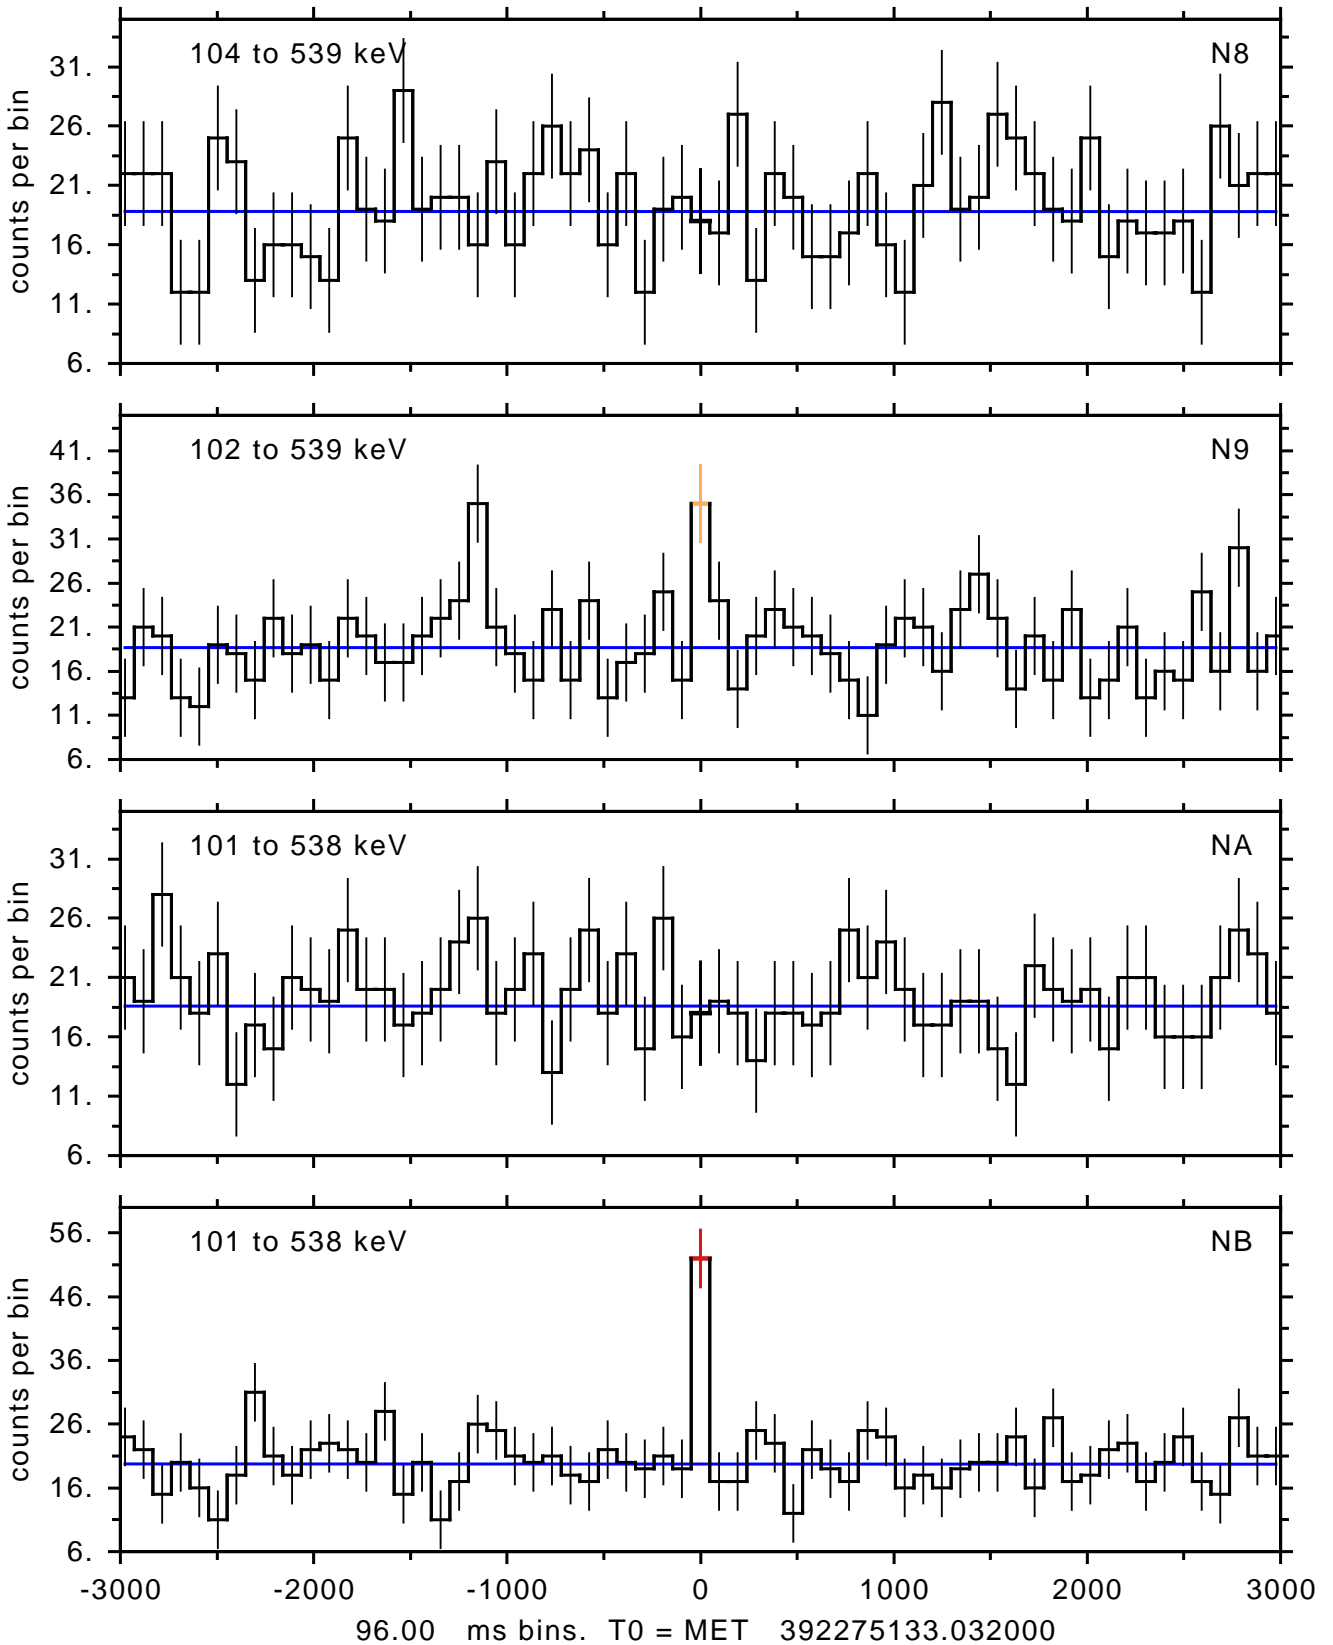 104 to 539 keV N8
31.
26.
21.
16.
11.
6.
counts per bin
102 to 539 keV N9
41.
36.
31.
26.
21.
16.
11.
6.
counts per bin
101 to 538 keV NA
31.
26.
21.
16.
11.
6.
counts per bin
101 to 538 keV NB
56.
46.
36.
26.
16.
6.
counts per bin
-3000 -2000 -1000 0 1000 2000 3000
96.00 ms bins. T0 = MET 392275133.032000